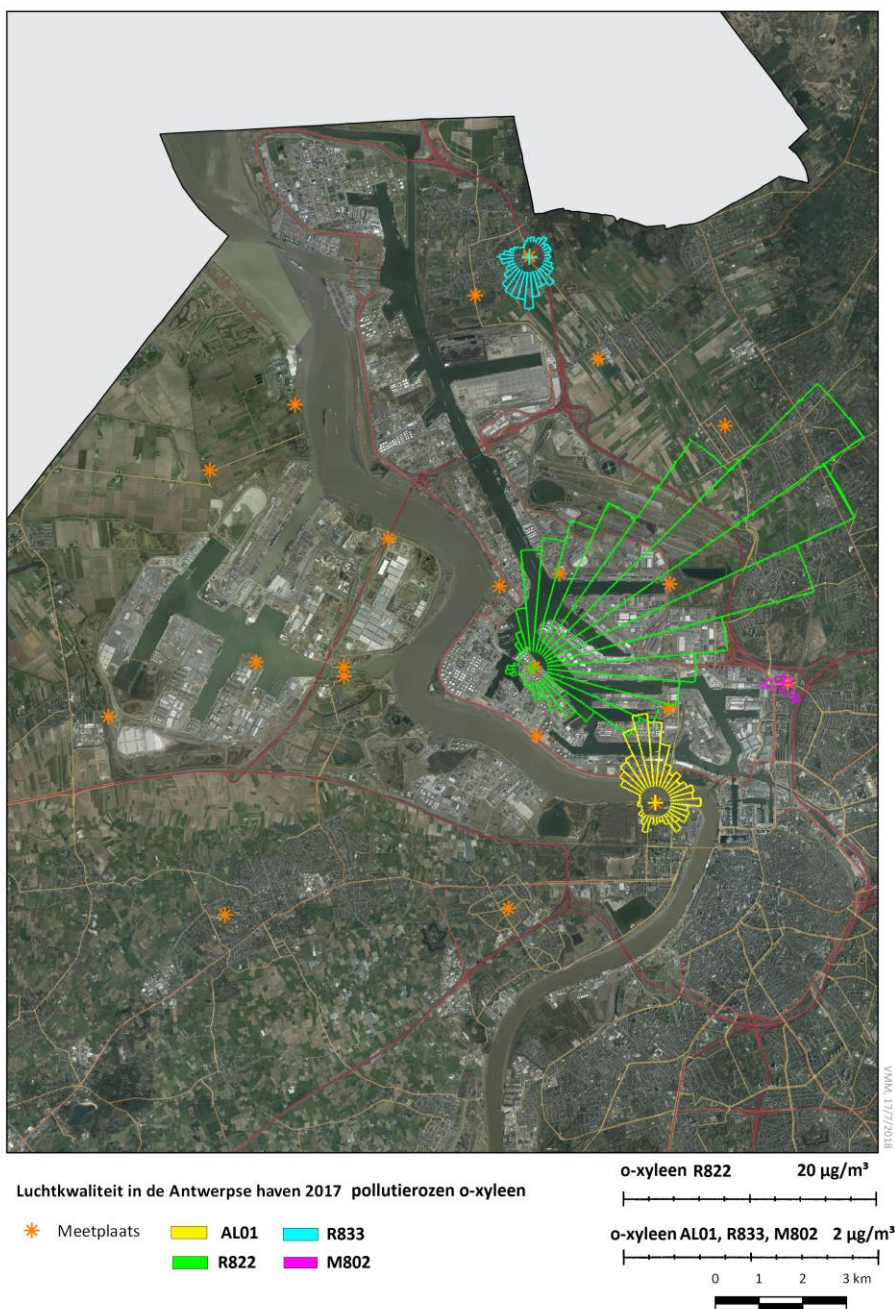 VMM, 17/7/2018
Luchtkwaliteit in de Antwerpse haven 2017 pollutierozen o-xyleen
Meetplaats
AL01
R833
R822
M802
o-xyleen R822 20 µg/m³
o-xyleen AL01, R833, M802 2 µg/m³
0 1 2 3 km